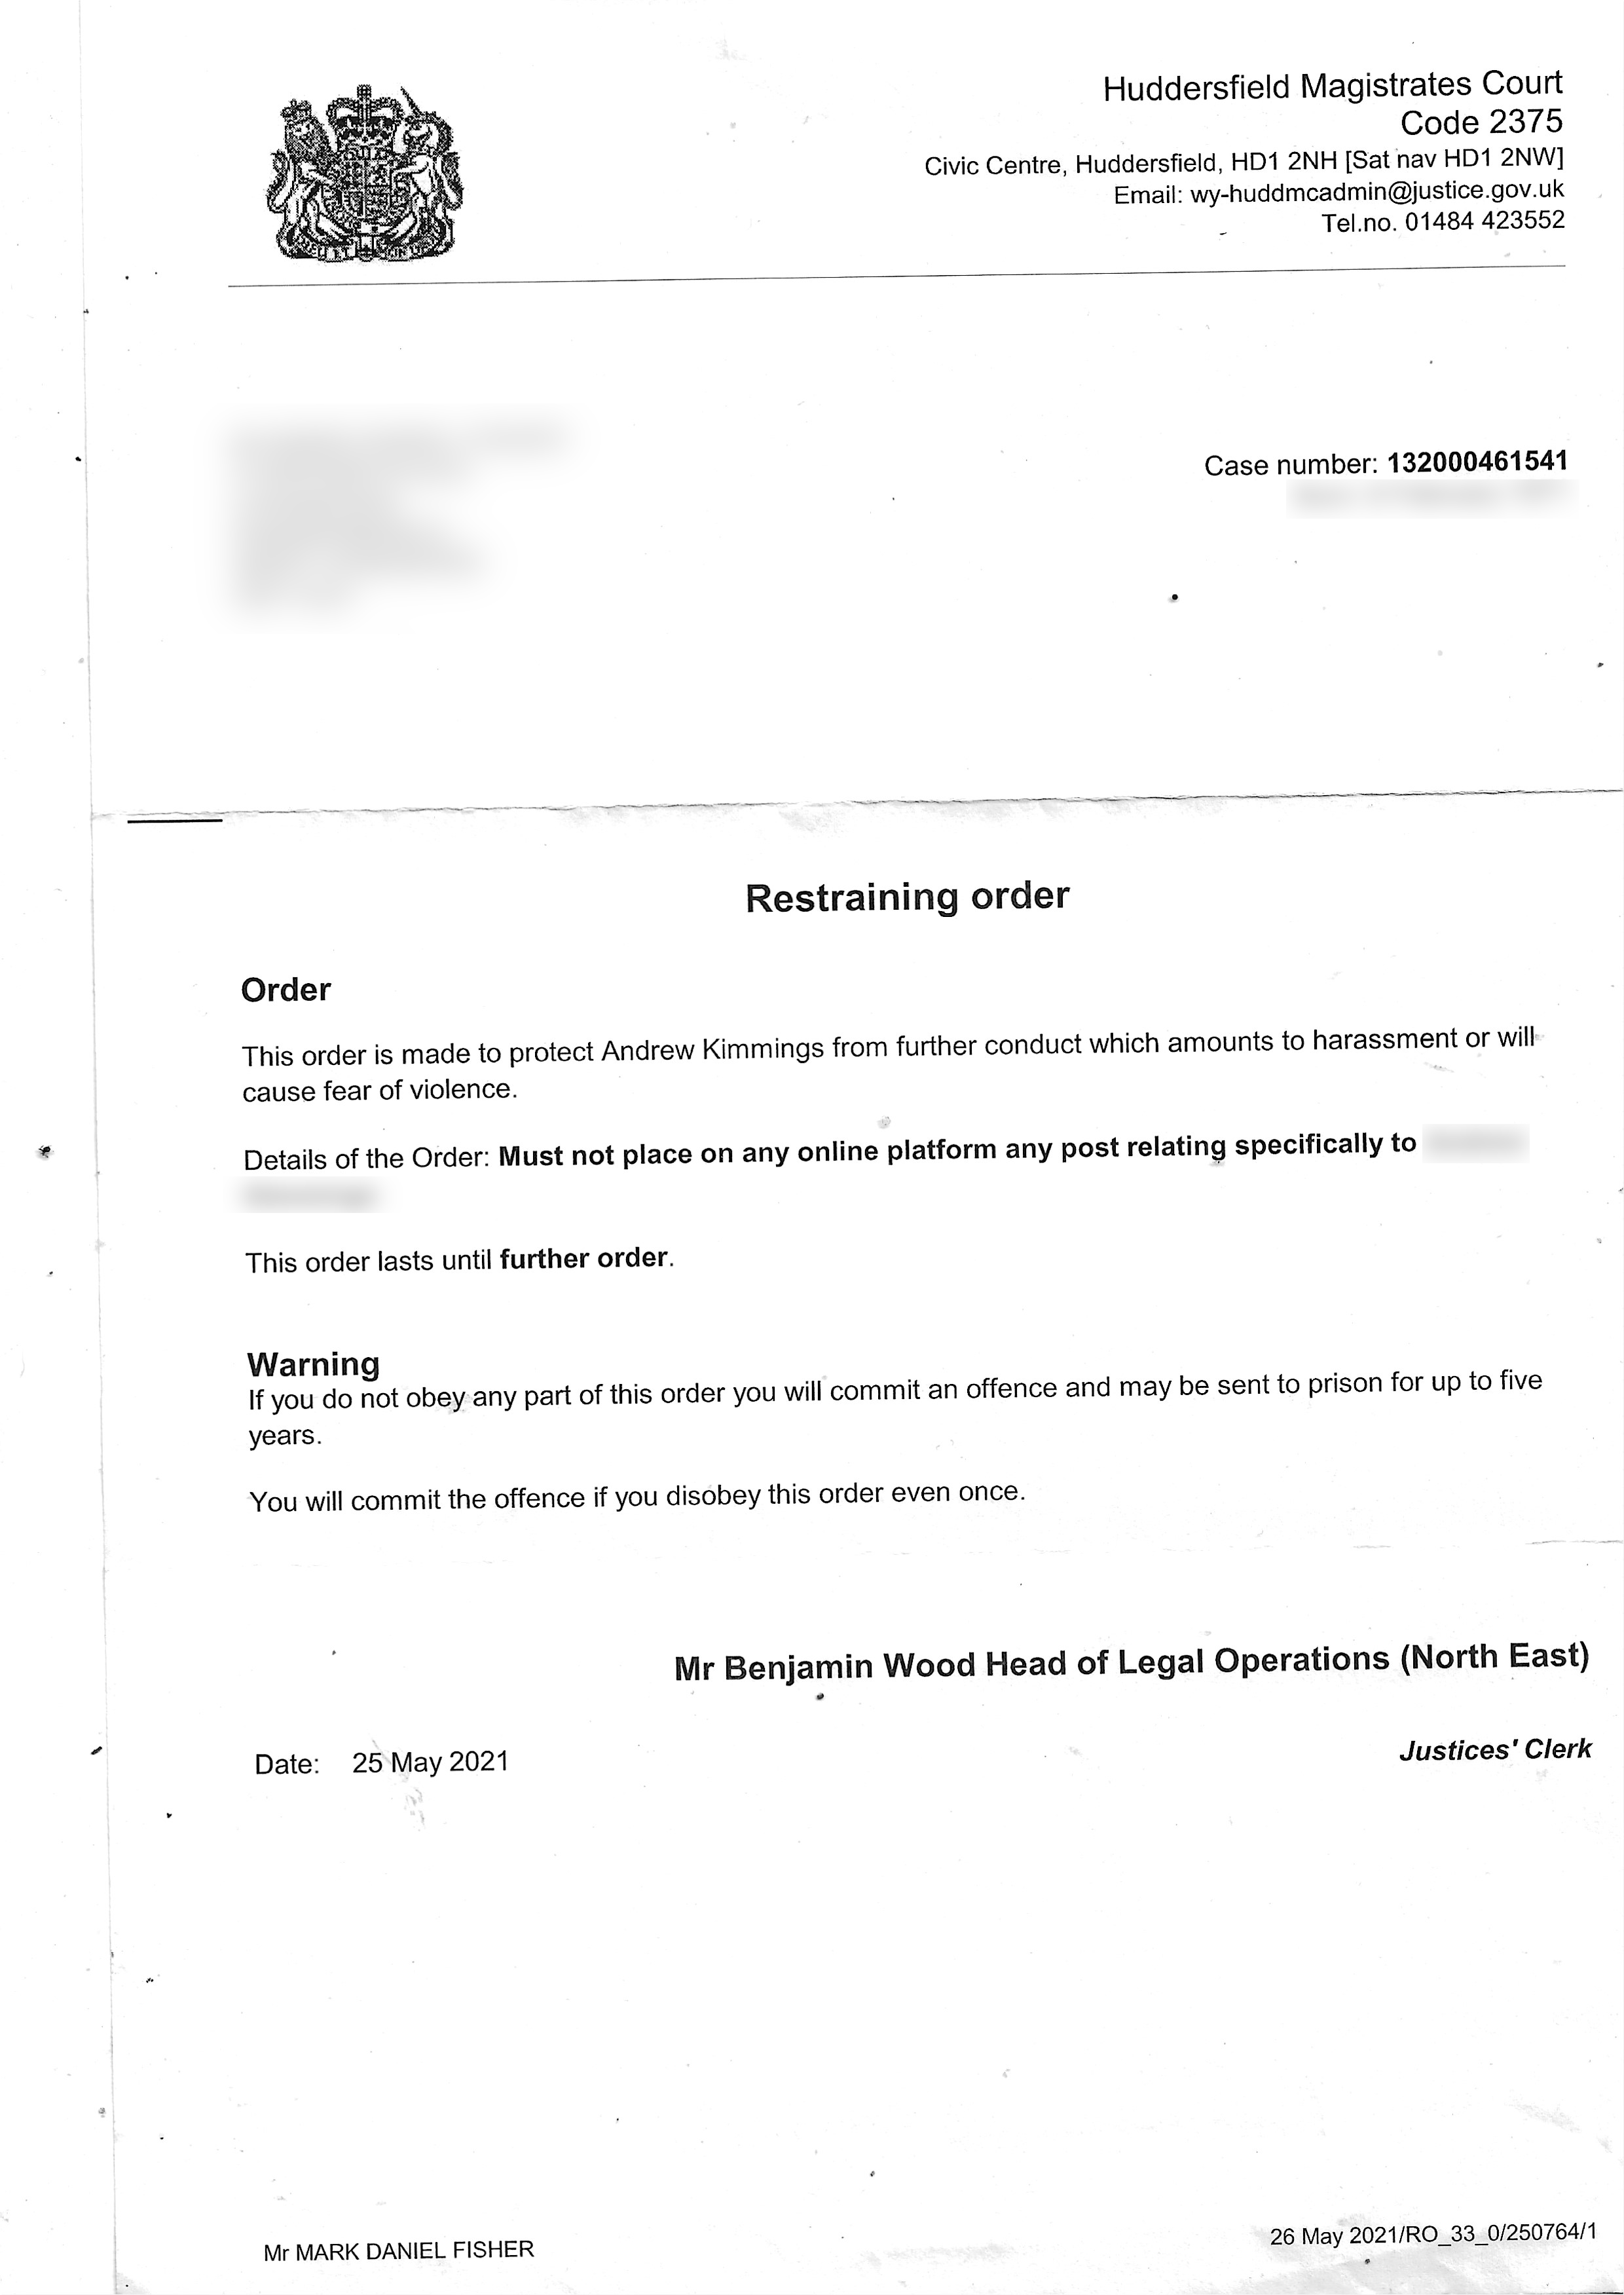 Huddersfield Magistrates Court
Code 2375
Civic Centre, Huddersfield, HD1 2NH [Sat nav HD1 2NW]
Email: wy-huddmcadmin@justice.gov.uk
Tel.no. 01484 423552
Case number: 132000461541
Restraining order
Order
This order is made to protect Andrew Kimmings from further conduct which amounts to harassment or will
cause fear of violence.
Details of the Order: Must not place on any online platform any post relating specifically to
This order lasts until further order.
Warning
If you do not obey any part of this order you will commit an offence and may be sent to prison for up to five
years.
You will commit the offence if you disobey this order even once.
Mr Benjamin Wood Head of Legal Operations (North East)
Date: 25 May 2021
Justices' Clerk
Mr MARK DANIEL FISHER
26 May 2021/RO_33_0/250764/1